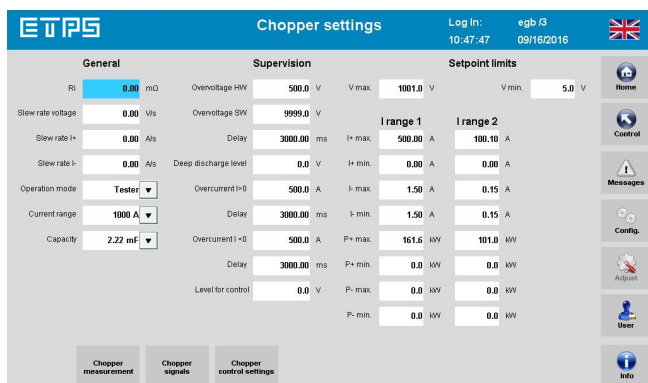 ETPS
Chopper settings
Log In: egb /3
10:47:47 09/16/2016
General Supervision Setpoint limits
Ri 0.00 mΩ Overvoltage HW 500.0 V V max. 1001.0 V V min. 5.0 V
Slew rate voltage 0.00 V/s Overvoltage SW 9999.0 V
I range 1 I range 2
Slew rate I+ 0.00 A/s Delay 3000.00 ms I+ max. 500.00 A 100.10 A
Slew rate I- 0.00 A/s Deep discharge level 0.0 V I+ min. 0.00 A 0.00 A
Operation mode Tester Overcurrent I>0 500.0 A I- max. 1.50 A 0.15 A
Current range 1000 A Delay 3000.00 ms I- min. 1.50 A 0.15 A
Capacity 2.22 mF Overcurrent I <0 500.0 A P+ max. 161.6 kW 101.0 kW
Delay 3000.00 ms P+ min. 0.0 kW 0.0 kW
Level for control 0.0 V P- max. 0.0 kW 0.0 kW
P- min. 0.0 kW 0.0 kW
Home
Control
Messages
Config.
Adjust
User
Info
Chopper
measurement
Chopper
signals
Chopper
control settings